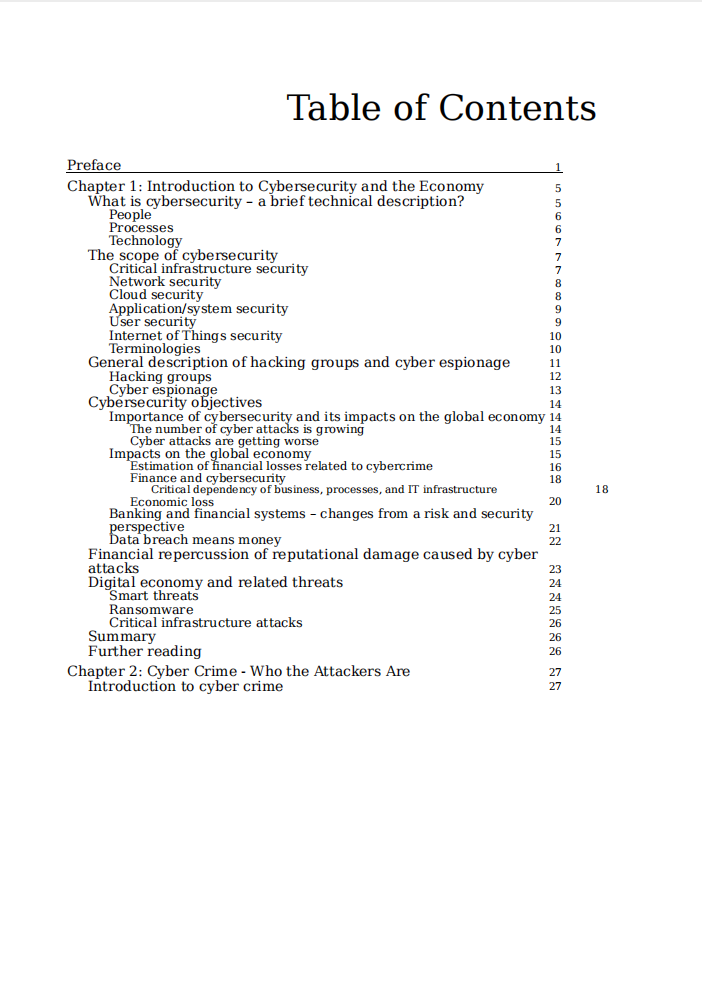 Table of Contents
Preface 1
Chapter 1: Introduction to Cybersecurity and the Economy 5
What is cybersecurity – a brief technical description? 5
People 6
Processes 6
Technology 7
The scope of cybersecurity 7
Critical infrastructure security 7
Network security 8
Cloud security 8
Application/system security 9
User security 9
Internet of Things security 10
Terminologies 10
General description of hacking groups and cyber espionage 11
Hacking groups 12
Cyber espionage 13
Cybersecurity objectives 14
Importance of cybersecurity and its impacts on the global economy 14
The number of cyber attacks is growing 14
Cyber attacks are getting worse 15
Impacts on the global economy 15
Estimation of financial losses related to cybercrime 16
Finance and cybersecurity 18
Critical dependency of business, processes, and IT infrastructure 18
Economic loss 20
Banking and financial systems – changes from a risk and security
perspective 21
Data breach means money 22
Financial repercussion of reputational damage caused by cyber
attacks 23
Digital economy and related threats 24
Smart threats 24
Ransomware 25
Critical infrastructure attacks 26
Summary 26
Further reading 26
Chapter 2: Cyber Crime - Who the Attackers Are 27
Introduction to cyber crime 27